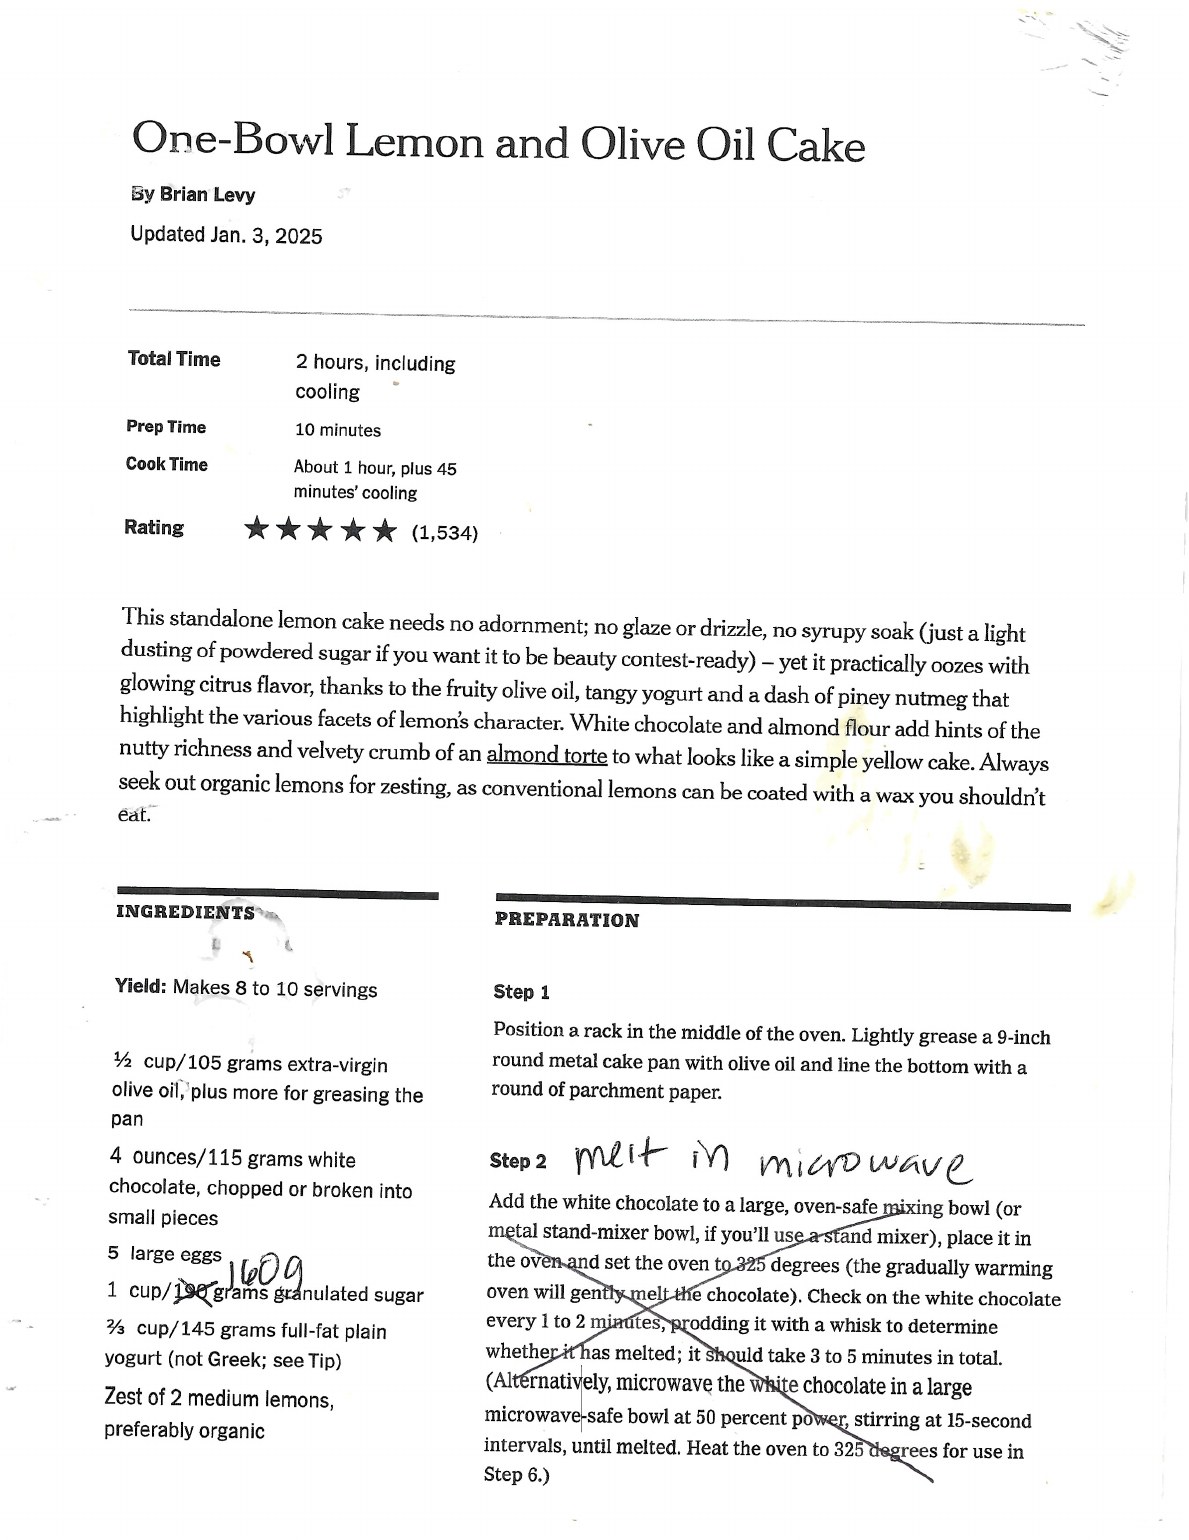 One-Bowl Lemon and Olive Oil Cake
By Brian Levy
Updated Jan. 3, 2025
Total Time 2 hours, including
cooling
Prep Time 10 minutes
Cook Time About 1 hour, plus 45
minutes’ cooling
Rating ★ ★ ★ ★ ★ (1,534)
This standalone lemon cake needs no adornment; no glaze or drizzle, no syrupy soak (just a light
dusting of powdered sugar if you want it to be beauty contest-ready) – yet it practically oozes with
glowing citrus flavor, thanks to the fruity olive oil, tangy yogurt and a dash of piney nutmeg that
highlight the various facets of lemon’s character. White chocolate and almond flour add hints of the
nutty richness and velvety crumb of an almond torte to what looks like a simple yellow cake. Always
seek out organic lemons for zesting, as conventional lemons can be coated with a wax you shouldn’t
eat.
INGREDIENTS
Yield: Makes 8 to 10 servings
½ cup/105 grams extra-virgin
olive oil, plus more for greasing the
pan
4 ounces/115 grams white
chocolate, chopped or broken into
small pieces
5 large eggs
160g
1 cup/190 grams granulated sugar
⅔ cup/145 grams full-fat plain
yogurt (not Greek; see Tip)
Zest of 2 medium lemons,
preferably organic
PREPARATION
Step 1
Position a rack in the middle of the oven. Lightly grease a 9-inch
round metal cake pan with olive oil and line the bottom with a
round of parchment paper.
Step 2 melt in microwave
Add the white chocolate to a large, oven-safe mixing bowl (or
metal stand-mixer bowl, if you’ll use a stand mixer), place it in
the oven and set the oven to 325 degrees (the gradually warming
oven will gently melt the chocolate). Check on the white chocolate
every 1 to 2 minutes, prodding it with a whisk to determine
whether it has melted; it should take 3 to 5 minutes in total.
(Alternatively, microwave the white chocolate in a large
microwave-safe bowl at 50 percent power, stirring at 15-second
intervals, until melted. Heat the oven to 325 degrees for use in
Step 6.)